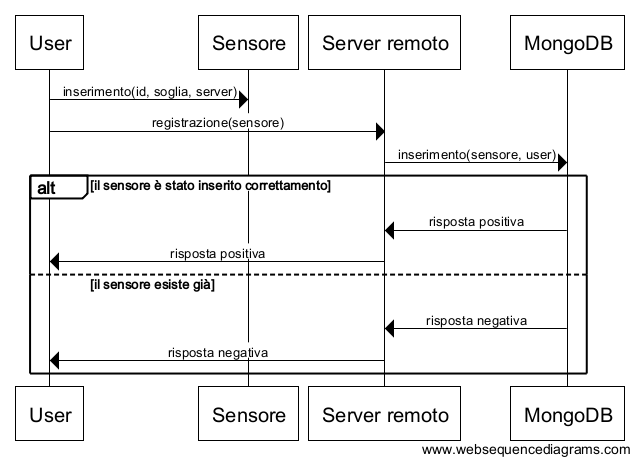 User
Sensore
Server remoto
MongoDB
inserimento(id, soglia, server)
registrazione(sensore)
inserimento(sensore, user)
alt
[il sensore è stato inserito correttamento]
risposta positiva
risposta positiva
[il sensore esiste già]
risposta negativa
risposta negativa
User
Sensore
Server remoto
MongoDB
www.websequencediagrams.com